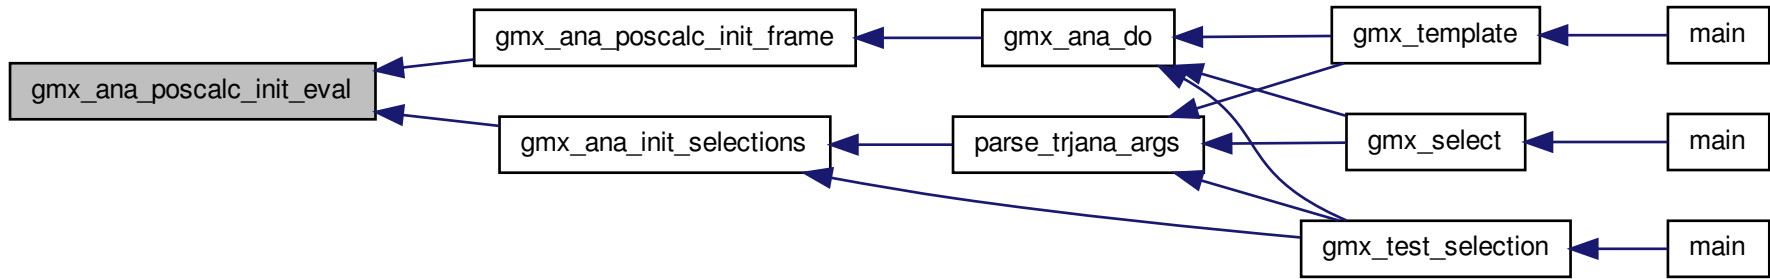 gmx_ana_poscalc_init_eval
gmx_ana_poscalc_init_frame
gmx_ana_init_selections
gmx_ana_do
parse_trjana_args
gmx_template
gmx_select
gmx_test_selection
main
main
main